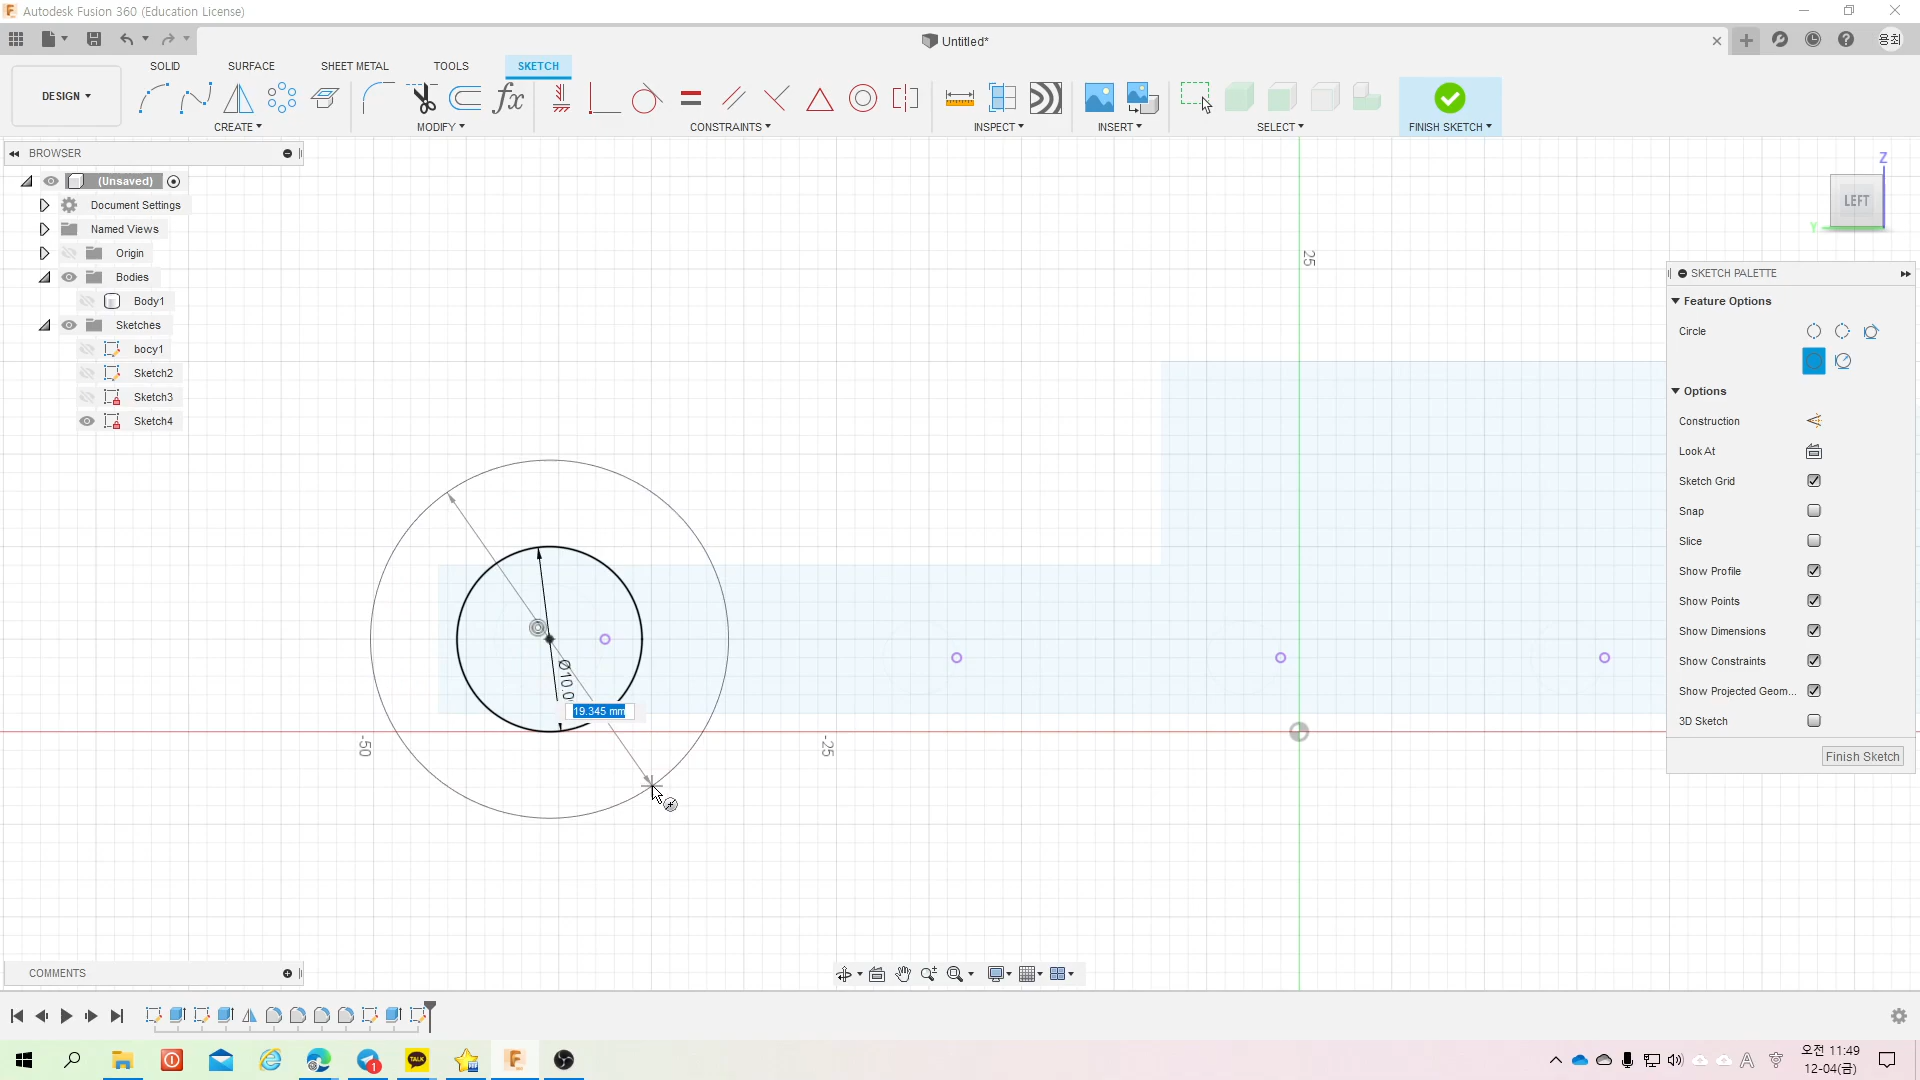 Autodesk Fusion 360 (Education License)
Untitled*
용최
DESIGN
SOLID
SURFACE
SHEET METAL
TOOLS
SKETCH
CREATE
MODIFY
CONSTRAINTS
INSPECT
INSERT
SELECT
FINISH SKETCH
BROWSER
(Unsaved)
Document Settings
Named Views
Origin
Bodies
Body1
Sketches
bocy1
Sketch2
Sketch3
Sketch4
Z
LEFT
Y
25
-50
-25
Ø10.0
19.345 mm
SKETCH PALETTE
Feature Options
Circle
Options
Construction
Look At
Sketch Grid
Snap
Slice
Show Profile
Show Points
Show Dimensions
Show Constraints
Show Projected Geom...
3D Sketch
Finish Sketch
COMMENTS
TALK
1
A
오전 11:49
12-04(금)